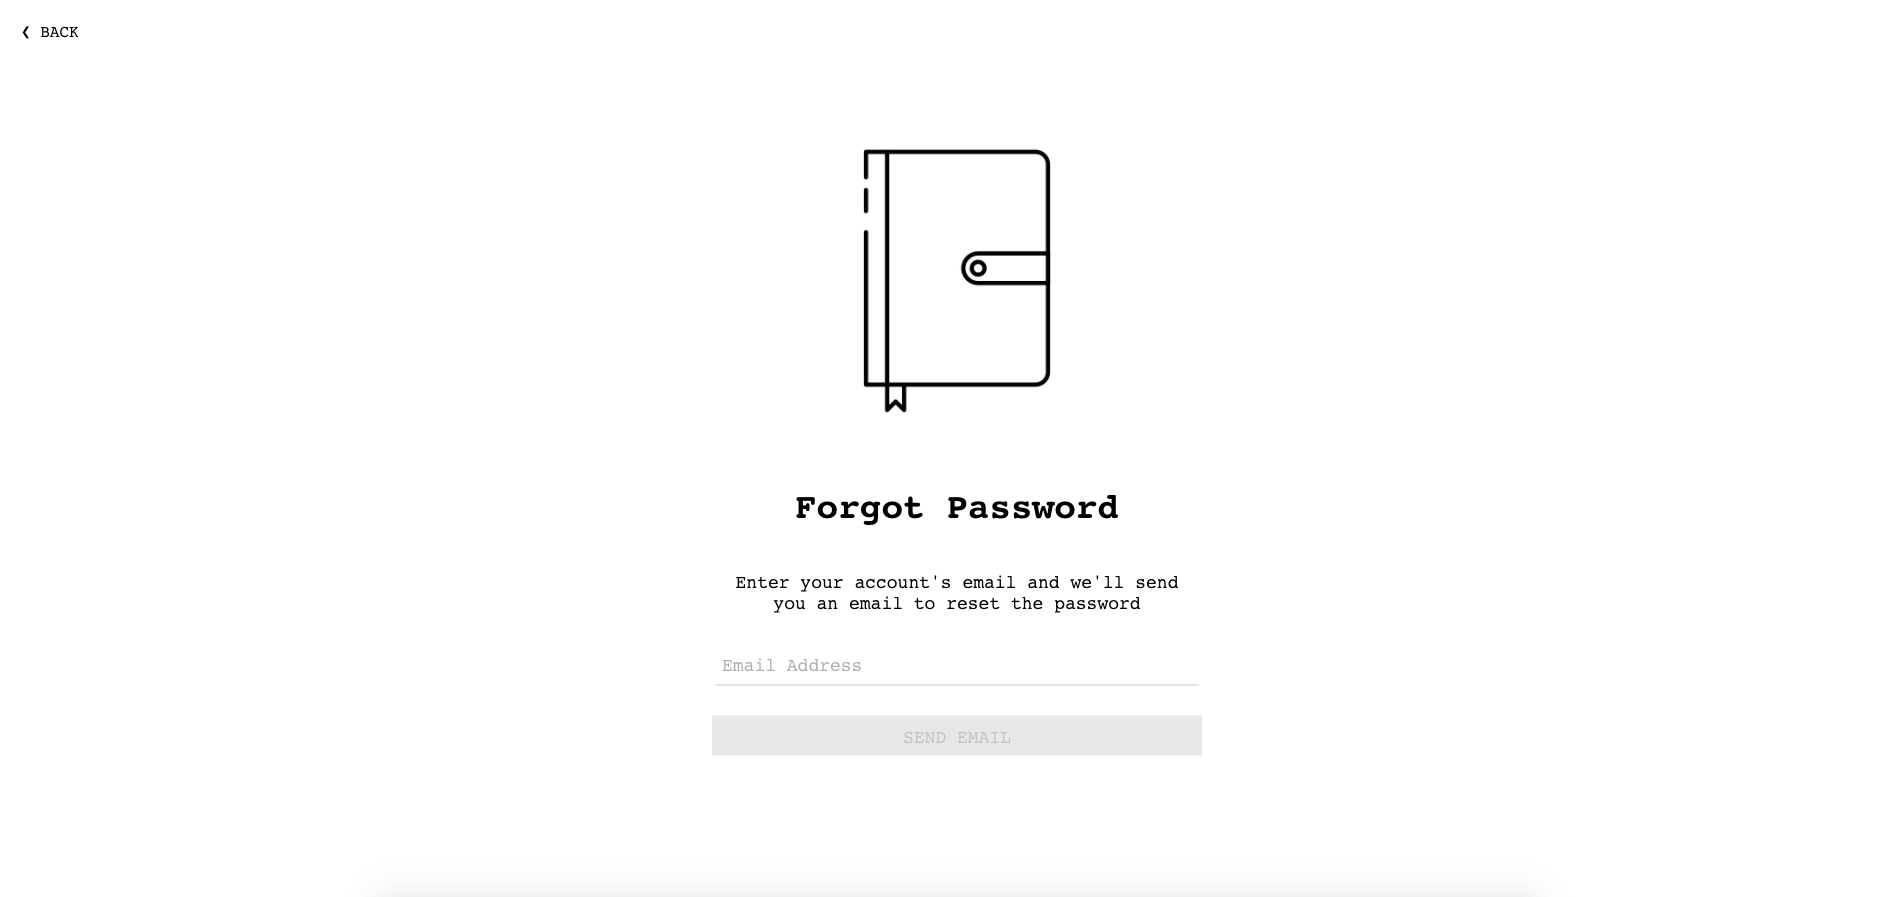 ❮ BACK
Forgot Password
Enter your account's email and we'll send
you an email to reset the password
Email Address
SEND EMAIL